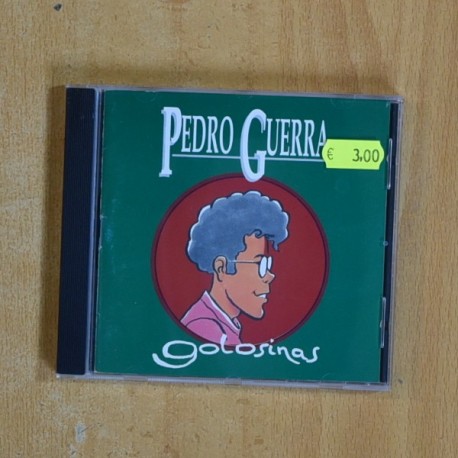 PEDRO GUERRA
€ 3,00
golosinas